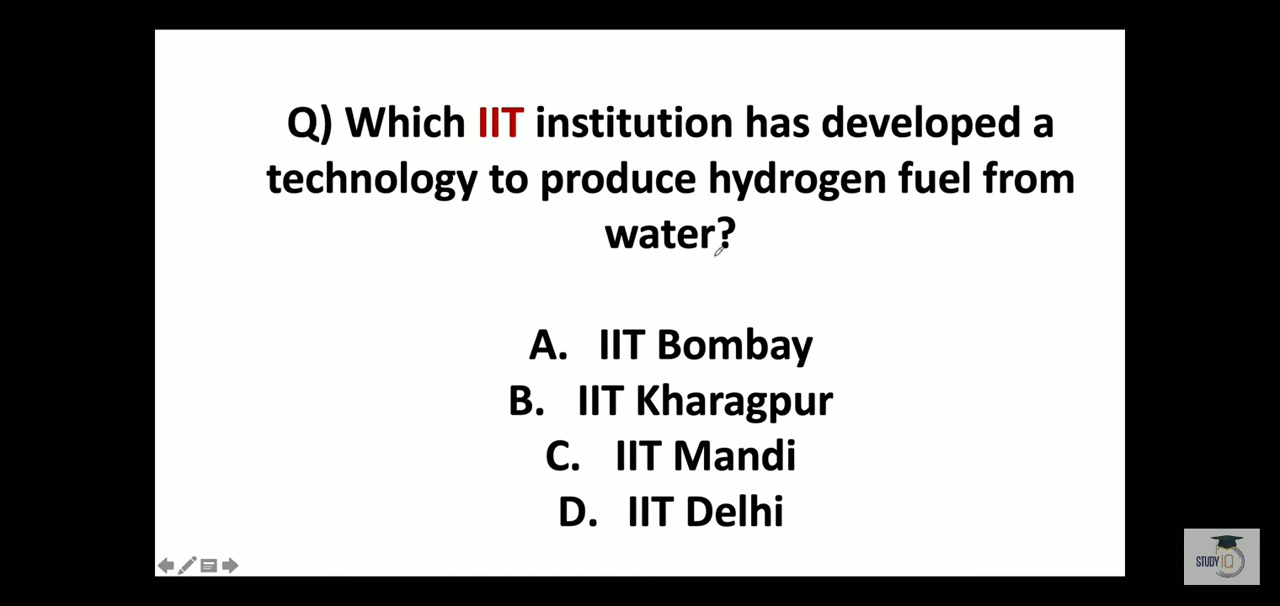 Q) Which IIT institution has developed a
technology to produce hydrogen fuel from
water?
A. IIT Bombay
B. IIT Kharagpur
C. IIT Mandi
D. IIT Delhi
STUDY IQ